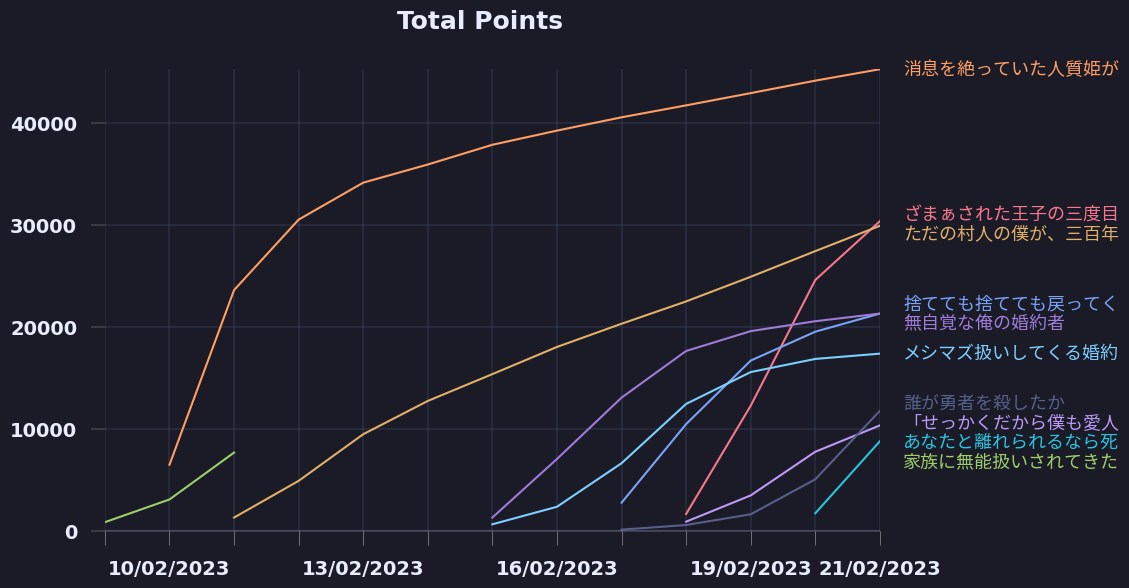 Total Points
消息を絶っていた人質姫が
40000
ざまぁされた王子の三度目
30000
ただの村人の僕が、三百年
捨てても捨てても戻ってく
20000
無自覚な俺の婚約者
メシマズ扱いしてくる婚約
誰が勇者を殺したか
10000
「せっかくだから僕も愛人
あなたと離れられるなら死
家族に無能扱いされてきた
0
10/02/2023
13/02/2023
16/02/2023
19/02/2023
21/02/2023